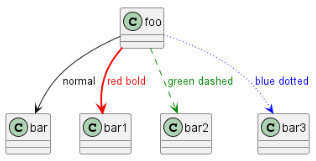 C foo
normal
red bold
green dashed
blue dotted
C bar
C bar1
C bar2
C bar3